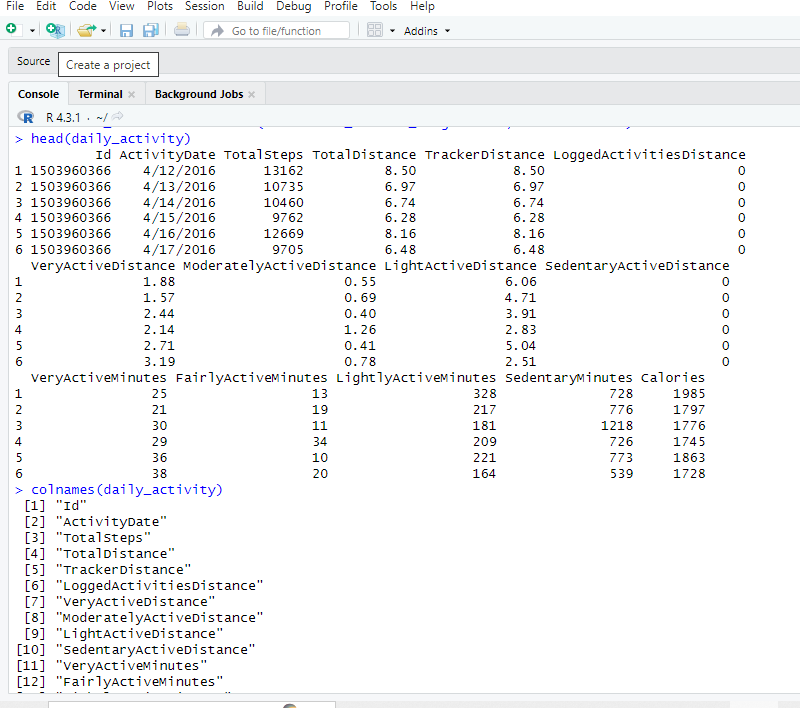 File Edit Code View Plots Session Build Debug Profile Tools Help
Go to file/function Addins
Source Create a project
Console Terminal Background Jobs
R 4.3.1 · ~/
> head(daily_activity)
Id ActivityDate TotalSteps TotalDistance TrackerDistance LoggedActivitiesDistance
1 1503960366 4/12/2016 13162 8.50 8.50 0
2 1503960366 4/13/2016 10735 6.97 6.97 0
3 1503960366 4/14/2016 10460 6.74 6.74 0
4 1503960366 4/15/2016 9762 6.28 6.28 0
5 1503960366 4/16/2016 12669 8.16 8.16 0
6 1503960366 4/17/2016 9705 6.48 6.48 0
VeryActiveDistance ModeratelyActiveDistance LightActiveDistance SedentaryActiveDistance
1 1.88 0.55 6.06 0
2 1.57 0.69 4.71 0
3 2.44 0.40 3.91 0
4 2.14 1.26 2.83 0
5 2.71 0.41 5.04 0
6 3.19 0.78 2.51 0
VeryActiveMinutes FairlyActiveMinutes LightlyActiveMinutes SedentaryMinutes Calories
1 25 13 328 728 1985
2 21 19 217 776 1797
3 30 11 181 1218 1776
4 29 34 209 726 1745
5 36 10 221 773 1863
6 38 20 164 539 1728
> colnames(daily_activity)
[1] "Id"
[2] "ActivityDate"
[3] "TotalSteps"
[4] "TotalDistance"
[5] "TrackerDistance"
[6] "LoggedActivitiesDistance"
[7] "VeryActiveDistance"
[8] "ModeratelyActiveDistance"
[9] "LightActiveDistance"
[10] "SedentaryActiveDistance"
[11] "VeryActiveMinutes"
[12] "FairlyActiveMinutes"